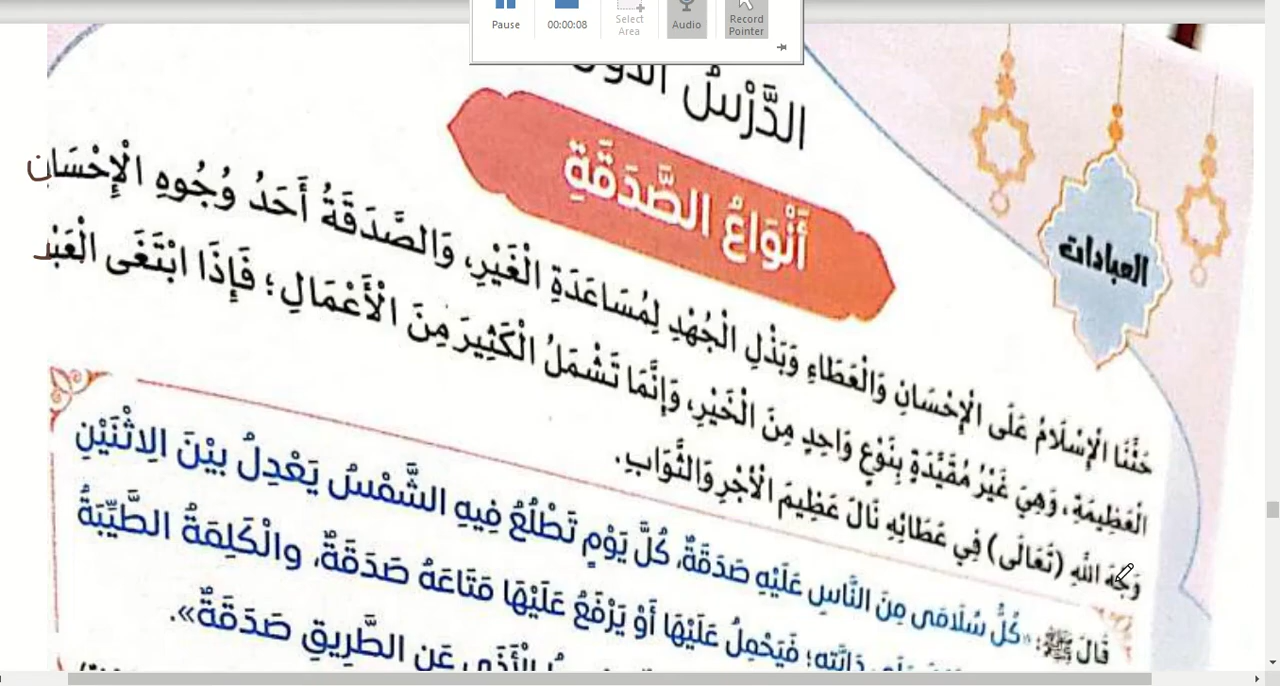 Pause
00:00:08
Select
Area
Audio
Record
Pointer
الدَّرْسُ الأول
أَنْوَاعُ الصَّدَقَةِ
العبادات
حَثَّنَا الْإِسْلَامُ عَلَى الْإِحْسَانِ وَالْعَطَاءِ وَبَذْلِ الْجُهْدِ لِمُسَاعَدَةِ الْغَيْرِ، وَالصَّدَقَةُ أَحَدُ وُجُوهِ الْإِحْسَانِ
الْعَظِيمَةِ، وَهِيَ غَيْرُ مُقَيَّدَةٍ بِنَوْعٍ وَاحِدٍ مِنَ الْخَيْرِ، وَإِنَّمَا تَشْمَلُ الْكَثِيرَ مِنَ الْأَعْمَالِ؛ فَإِذَا ابْتَغَى الْعَبْد
وَجْهَ اللهِ (تَعَالَى) فِي عَطَائِهِ نَالَ عَظِيمَ الْأَجْرِ وَالثَّوَابِ.
قَالَ ﷺ: «كُلُّ سُلَامَى مِنَ النَّاسِ عَلَيْهِ صَدَقَةٌ، كُلَّ يَوْمٍ تَطْلُعُ فِيهِ الشَّمْسُ يَعْدِلُ بَيْنَ الِاثْنَيْنِ
دَابَّتِهِ؛ فَيَحْمِلُ عَلَيْهَا أَوْ يَرْفَعُ عَلَيْهَا مَتَاعَهُ صَدَقَةٌ، والْكَلِمَةُ الطَّيِّبَةُ
الْأَذَى عَنِ الطَّرِيقِ صَدَقَةٌ».